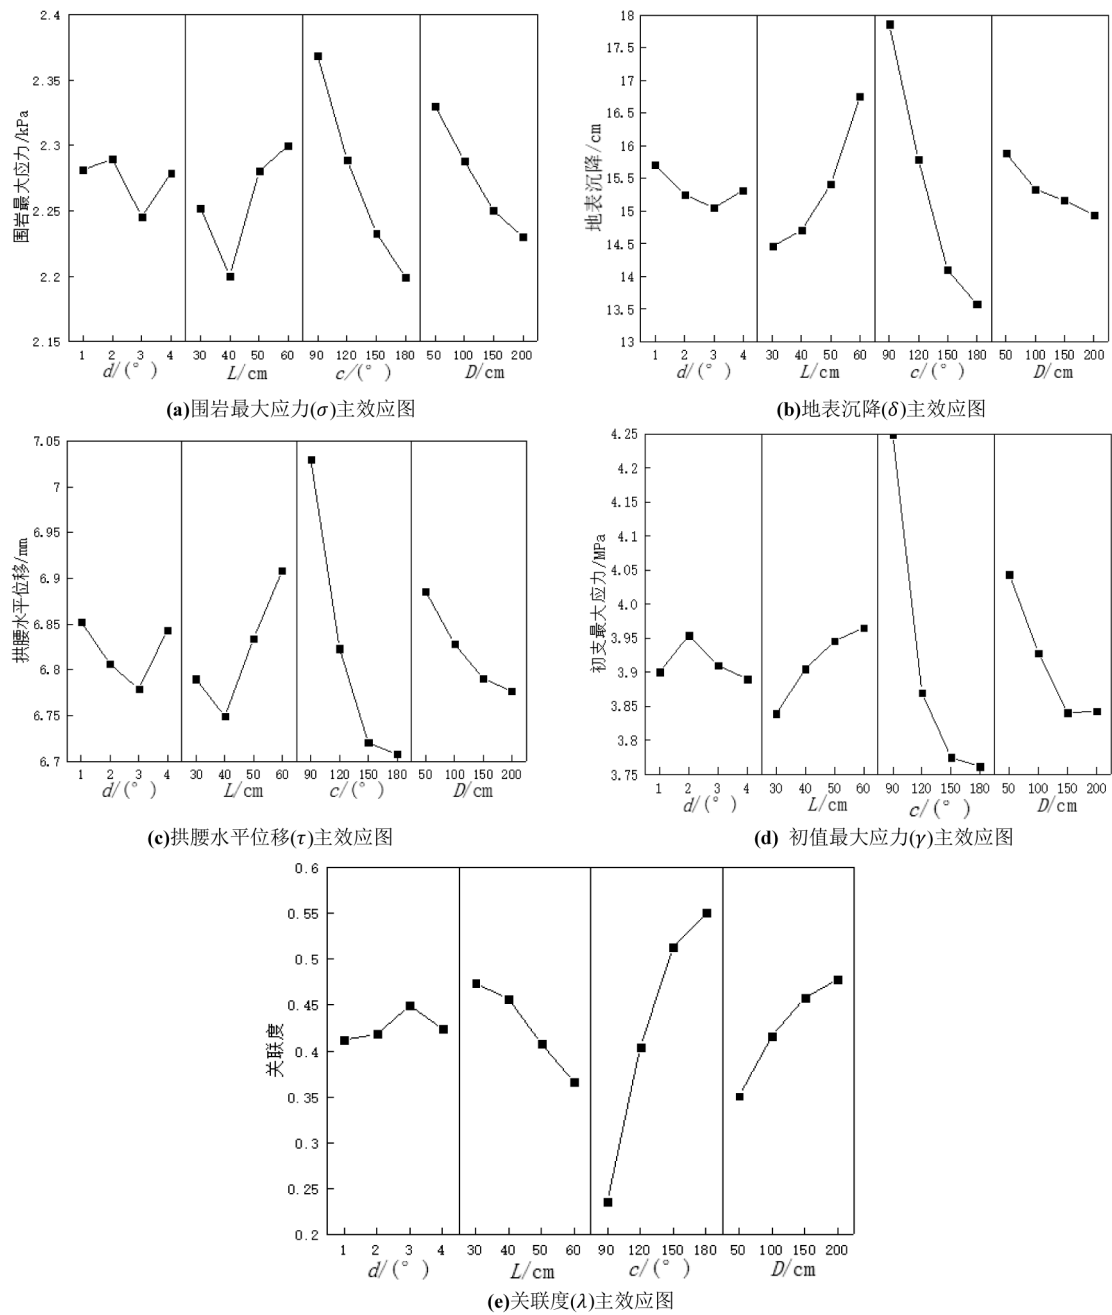 2.4
2.35
2.3
2.25
2.2
2.15
围岩最大应力/kPa
1 2 3 4 30 40 50 60 90 120 150 180 50 100 150 200
d/(°) L/cm c/(°) D/cm
(a)围岩最大应力(σ)主效应图
18
17.5
17
16.5
16
15.5
15
14.5
14
13.5
13
地表沉降/cm
1 2 3 4 30 40 50 60 90 120 150 180 50 100 150 200
d/(°) L/cm c/(°) D/cm
(b)地表沉降(δ)主效应图
7.05
7
6.95
6.9
6.85
6.8
6.75
6.7
拱腰水平位移/mm
1 2 3 4 30 40 50 60 90 120 150 180 50 100 150 200
d/(°) L/cm c/(°) D/cm
(c)拱腰水平位移(τ)主效应图
4.25
4.2
4.15
4.1
4.05
4.0
3.95
3.9
3.85
3.8
3.75
初支最大应力/MPa
1 2 3 4 30 40 50 60 90 120 150 180 50 100 150 200
d/(°) L/cm c/(°) D/cm
(d) 初值最大应力(γ)主效应图
0.6
0.55
0.5
0.45
0.4
0.35
0.3
0.25
0.2
关联度
1 2 3 4 30 40 50 60 90 120 150 180 50 100 150 200
d/(°) L/cm c/(°) D/cm
(e)关联度(λ)主效应图